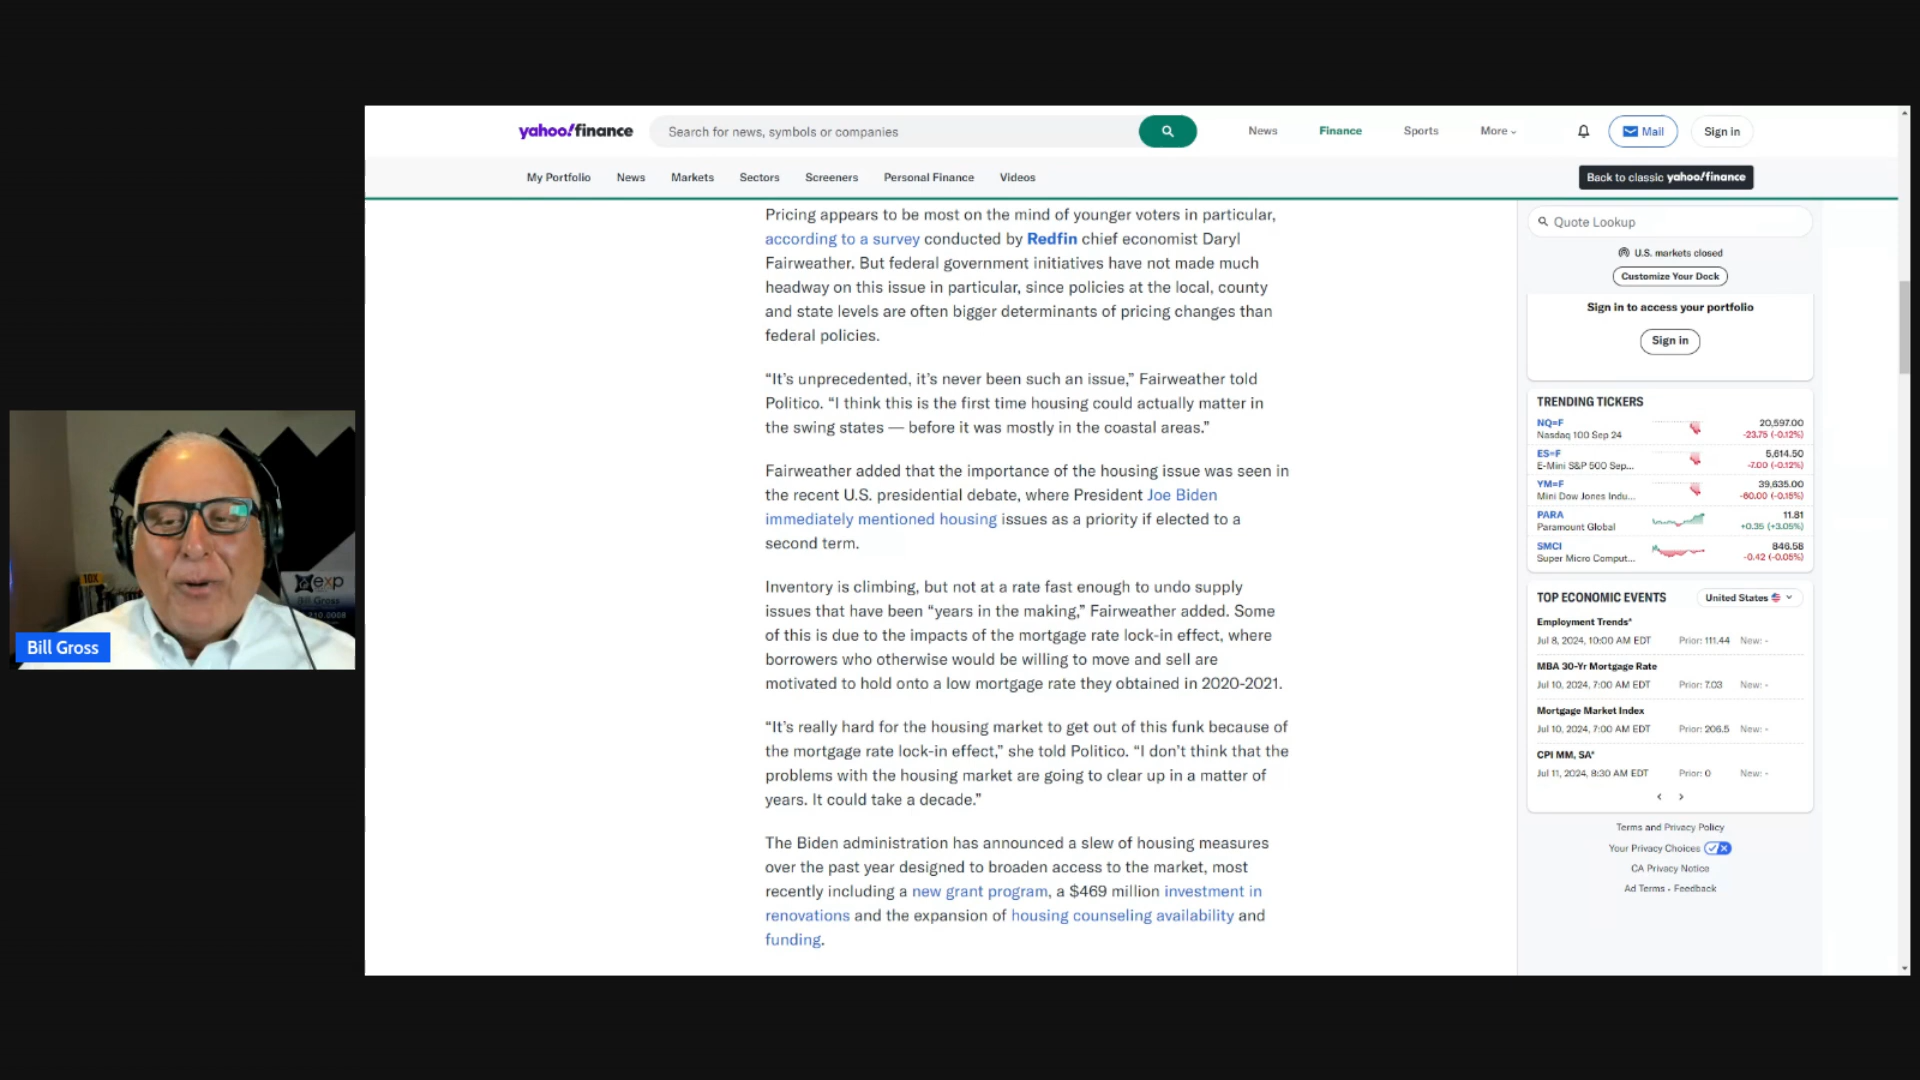 yahoo!finance
Search for news, symbols or companies
News
Finance
Sports
More
Mail
Sign in
My Portfolio
News
Markets
Sectors
Screeners
Personal Finance
Videos
Back to classic yahoo!finance
Pricing appears to be most on the mind of younger voters in particular,
according to a survey conducted by Redfin chief economist Daryl
Fairweather. But federal government initiatives have not made much
headway on this issue in particular, since policies at the local, county
and state levels are often bigger determinants of pricing changes than
federal policies.
“It’s unprecedented, it’s never been such an issue,” Fairweather told
Politico. “I think this is the first time housing could actually matter in
the swing states — before it was mostly in the coastal areas.”
Fairweather added that the importance of the housing issue was seen in
the recent U.S. presidential debate, where President Joe Biden
immediately mentioned housing issues as a priority if elected to a
second term.
Inventory is climbing, but not at a rate fast enough to undo supply
issues that have been “years in the making,” Fairweather added. Some
of this is due to the impacts of the mortgage rate lock-in effect, where
borrowers who otherwise would be willing to move and sell are
motivated to hold onto a low mortgage rate they obtained in 2020-2021.
“It’s really hard for the housing market to get out of this funk because of
the mortgage rate lock-in effect,” she told Politico. “I don’t think that the
problems with the housing market are going to clear up in a matter of
years. It could take a decade.”
The Biden administration has announced a slew of housing measures
over the past year designed to broaden access to the market, most
recently including a new grant program, a $469 million investment in
renovations and the expansion of housing counseling availability and
funding.
Quote Lookup
U.S. markets closed
Customize Your Dock
Sign in to access your portfolio
Sign in
TRENDING TICKERS
NQ=F 20,597.00
Nasdaq 100 Sep 24 -23.75 (-0.12%)
ES=F 5,614.50
E-Mini S&P 500 Sep... -7.00 (-0.12%)
YM=F 39,635.00
Mini Dow Jones Indu... -60.00 (-0.15%)
PARA 11.81
Paramount Global +0.35 (+3.05%)
SMCI 846.58
Super Micro Comput... -0.42 (-0.05%)
TOP ECONOMIC EVENTS United States
Employment Trends*
Jul 8, 2024, 10:00 AM EDT Prior: 111.44 New: -
MBA 30-Yr Mortgage Rate
Jul 10, 2024, 7:00 AM EDT Prior: 7.03 New: -
Mortgage Market Index
Jul 10, 2024, 7:00 AM EDT Prior: 206.5 New: -
CPI MM, SA*
Jul 11, 2024, 8:30 AM EDT Prior: 0 New: -
Terms and Privacy Policy
Your Privacy Choices
CA Privacy Notice
Ad Terms • Feedback
10X
exp
Bill Gross
210.0008
Bill Gross